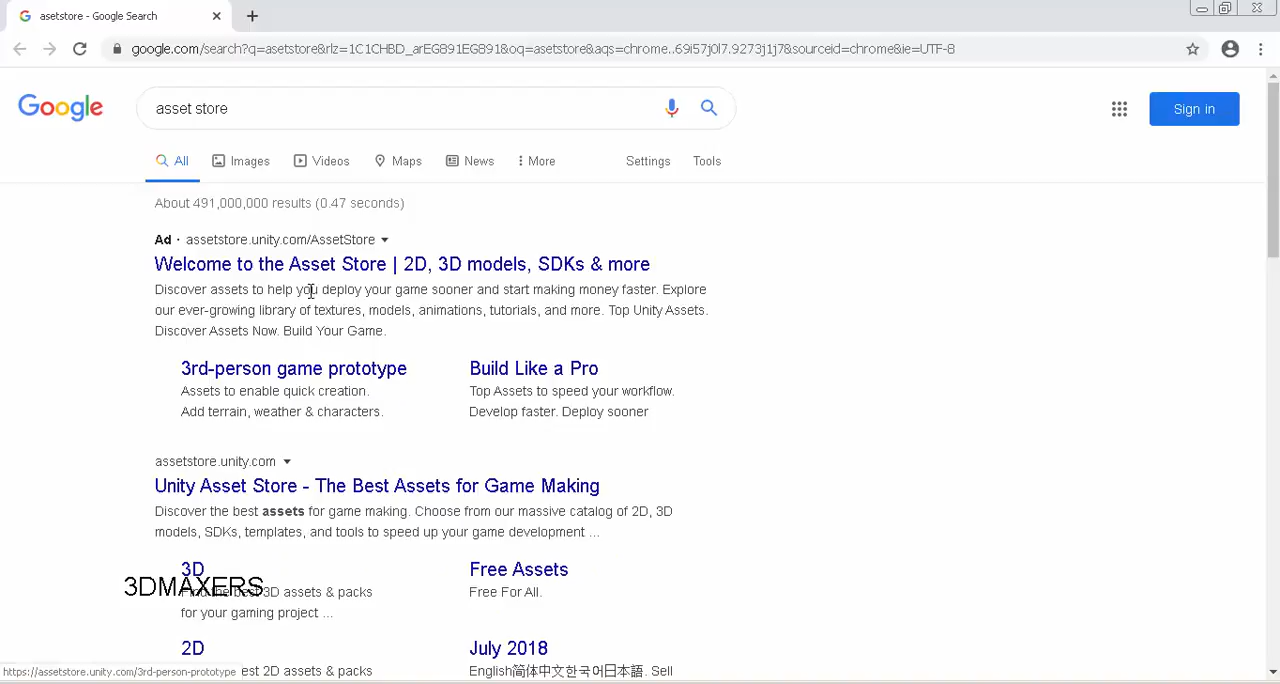 asetstore - Google Search
google.com/search?q=asetstore&rlz=1C1CHBD_arEG891EG891&oq=asetstore&aqs=chrome..69i57j0l7.9273j1j7&sourceid=chrome&ie=UTF-8
Google
asset store
Sign in
All Images Videos Maps News More Settings Tools
About 491,000,000 results (0.47 seconds)
Ad · assetstore.unity.com/AssetStore
Welcome to the Asset Store | 2D, 3D models, SDKs & more
Discover assets to help you deploy your game sooner and start making money faster. Explore
our ever-growing library of textures, models, animations, tutorials, and more. Top Unity Assets.
Discover Assets Now. Build Your Game.
3rd-person game prototype
Assets to enable quick creation.
Add terrain, weather & characters.
Build Like a Pro
Top Assets to speed your workflow.
Develop faster. Deploy sooner
assetstore.unity.com
Unity Asset Store - The Best Assets for Game Making
Discover the best assets for game making. Choose from our massive catalog of 2D, 3D
models, SDKs, templates, and tools to speed up your game development ...
3D
Find the best 3D assets & packs
for your gaming project ...
Free Assets
Free For All.
3DMAXERS
2D
est 2D assets & packs
July 2018
English简体中文한국어日本語. Sell
https://assetstore.unity.com/3rd-person-prototype